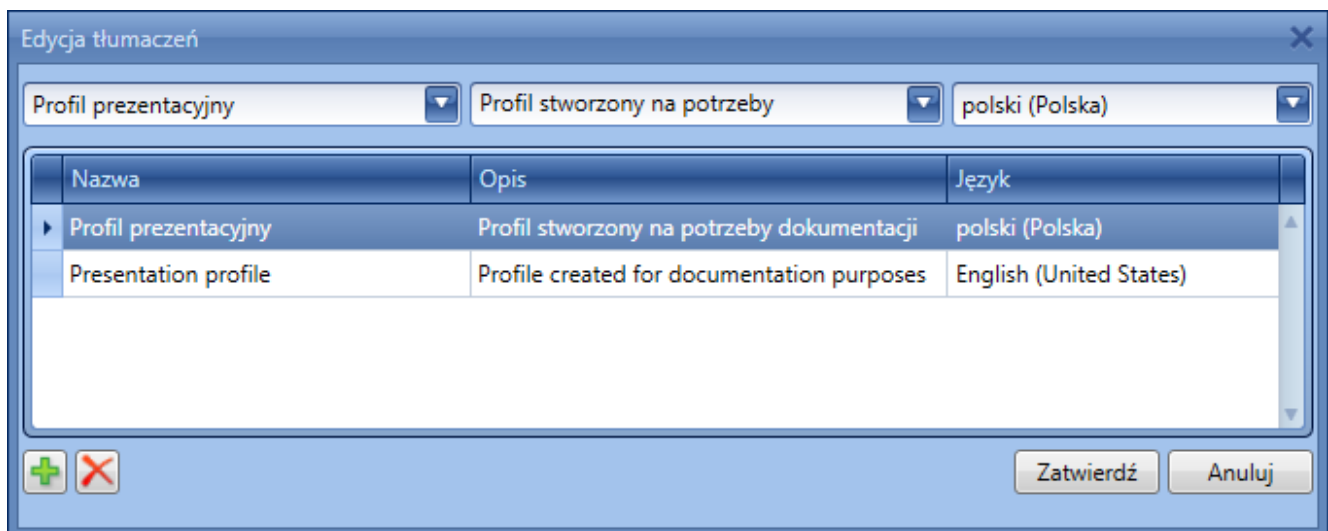 Edycja tłumaczeń
Profil prezentacyjny Profil stworzony na potrzeby polski (Polska)
Nazwa Opis Język
Profil prezentacyjny Profil stworzony na potrzeby dokumentacji polski (Polska)
Presentation profile Profile created for documentation purposes English (United States)
Zatwierdź Anuluj